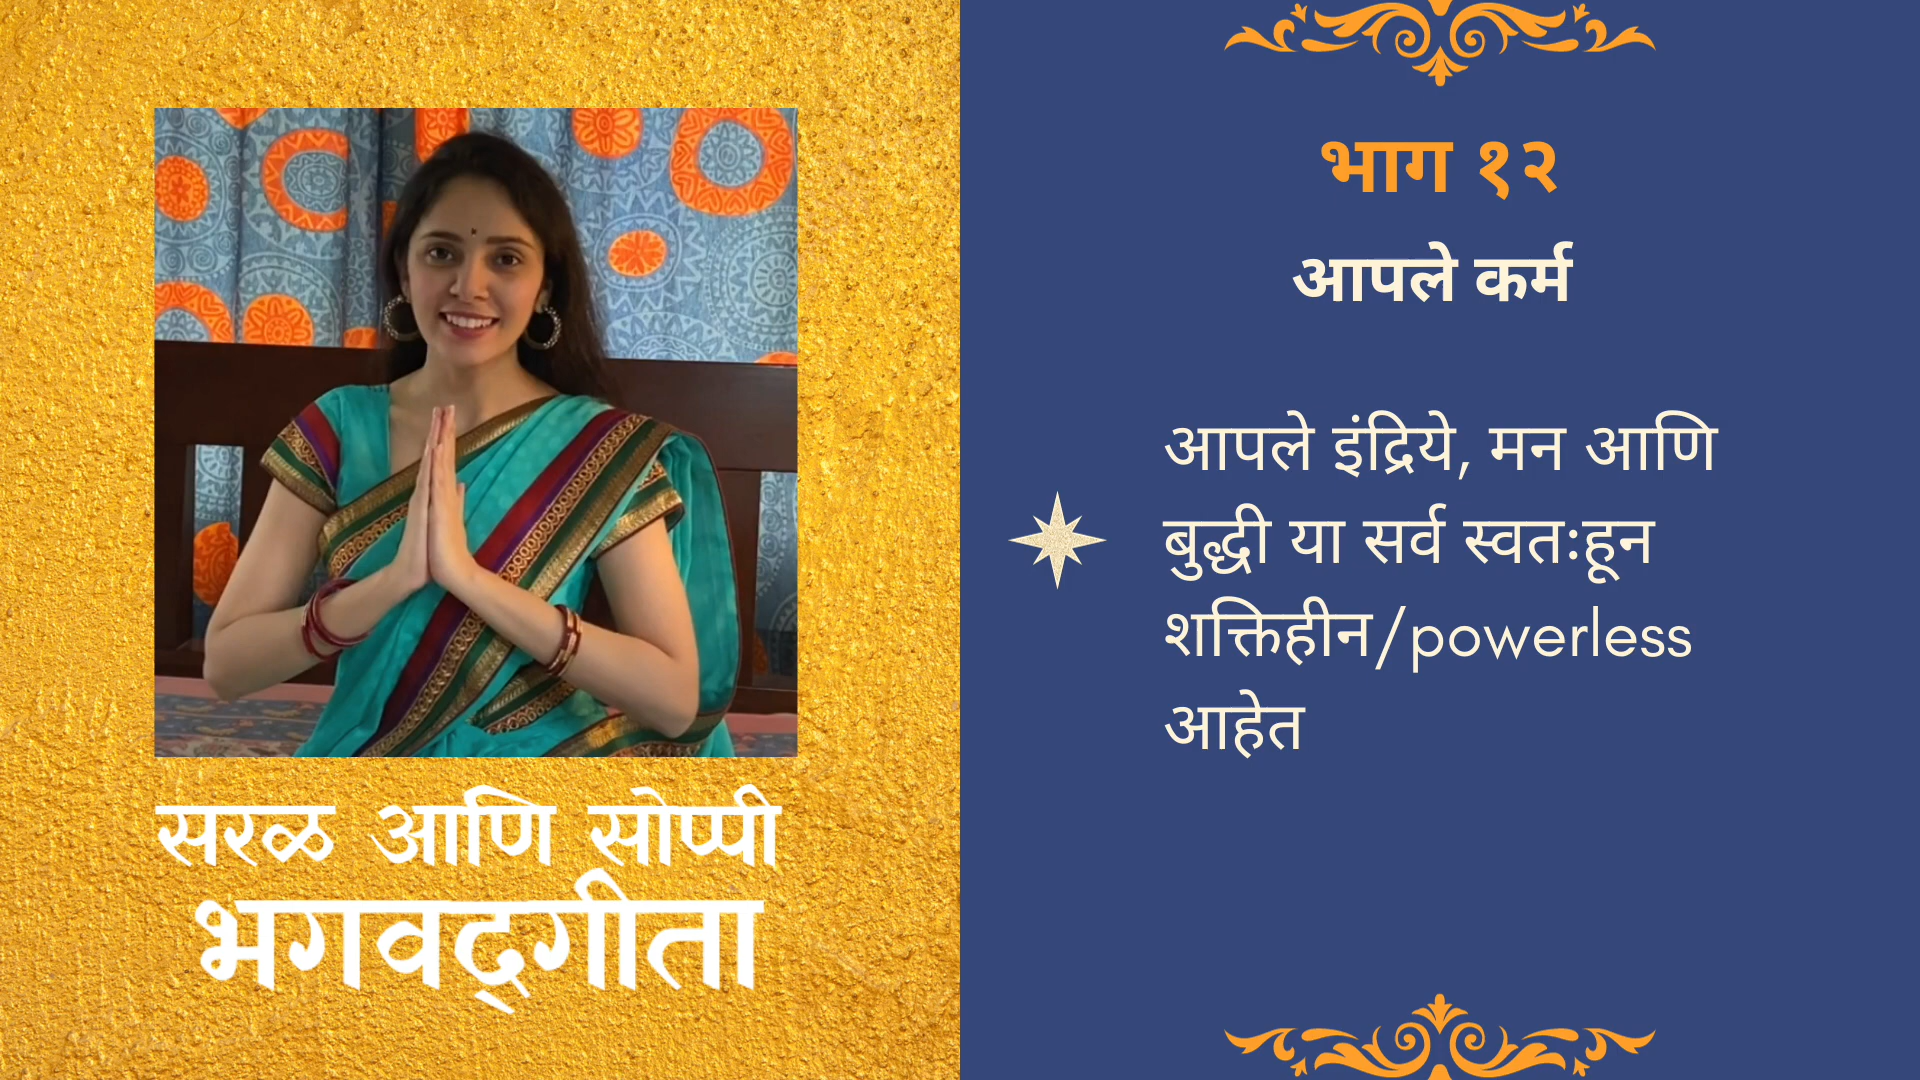 सरळ आणि सोप्पी
भगवद्‌गीता
भाग १२
आपले कर्म
आपले इंद्रिये, मन आणि
बुद्धी या सर्व स्वतःहून
शक्तिहीन/powerless
आहेत